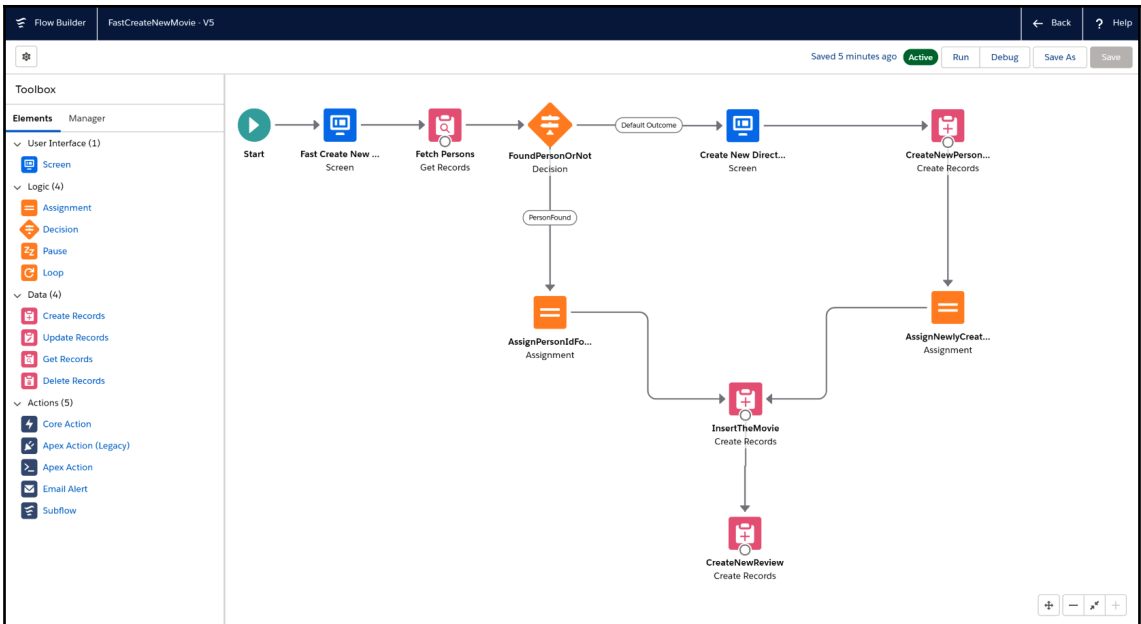 Flow Builder
FastCreateNewMovie - V5
← Back
? Help
Saved 5 minutes ago
Active
Run
Debug
Save As
Save
Toolbox
Elements
Manager
User Interface (1)
Screen
Logic (4)
Assignment
Decision
Pause
Loop
Data (4)
Create Records
Update Records
Get Records
Delete Records
Actions (5)
Core Action
Apex Action (Legacy)
Apex Action
Email Alert
Subflow
Start
Fast Create New ...
Screen
Fetch Persons
Get Records
FoundPersonOrNot
Decision
Default Outcome
Create New Direct...
Screen
CreateNewPerson...
Create Records
PersonFound
AssignPersonIdFo...
Assignment
AssignNewlyCreat...
Assignment
InsertTheMovie
Create Records
CreateNewReview
Create Records